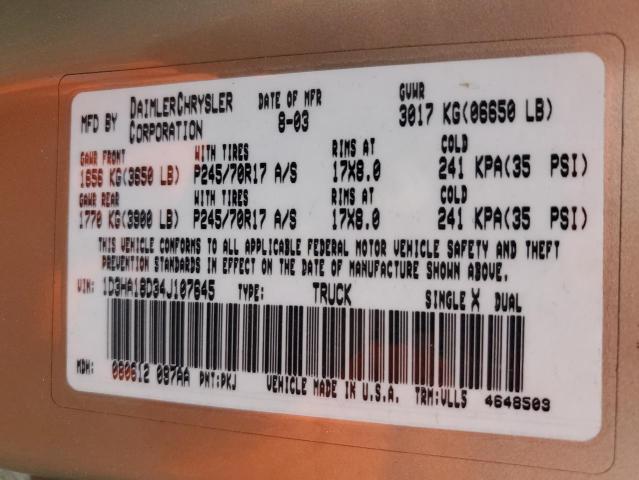 MFD BY DAIMLERCHRYSLER CORPORATION DATE OF MFR 8-03 GVWR 3017 KG(06650 LB)
GAWR FRONT WITH TIRES RIMS AT COLD
1656 KG(3650 LB) P245/70R17 A/S 17X8.0 241 KPA(35 PSI)
GAWR REAR WITH TIRES RIMS AT COLD
1770 KG(3900 LB) P245/70R17 A/S 17X8.0 241 KPA(35 PSI)
THIS VEHICLE CONFORMS TO ALL APPLICABLE FEDERAL MOTOR VEHICLE SAFETY AND THEFT
PREVENTION STANDARDS IN EFFECT ON THE DATE OF MANUFACTURE SHOWN ABOVE.
VIN: 1D3HA18D34J107645 TYPE: TRUCK SINGLE X DUAL
MDH: 080612 097AA PNT:PKJ VEHICLE MADE IN U.S.A. TRM:VLLS 4648509